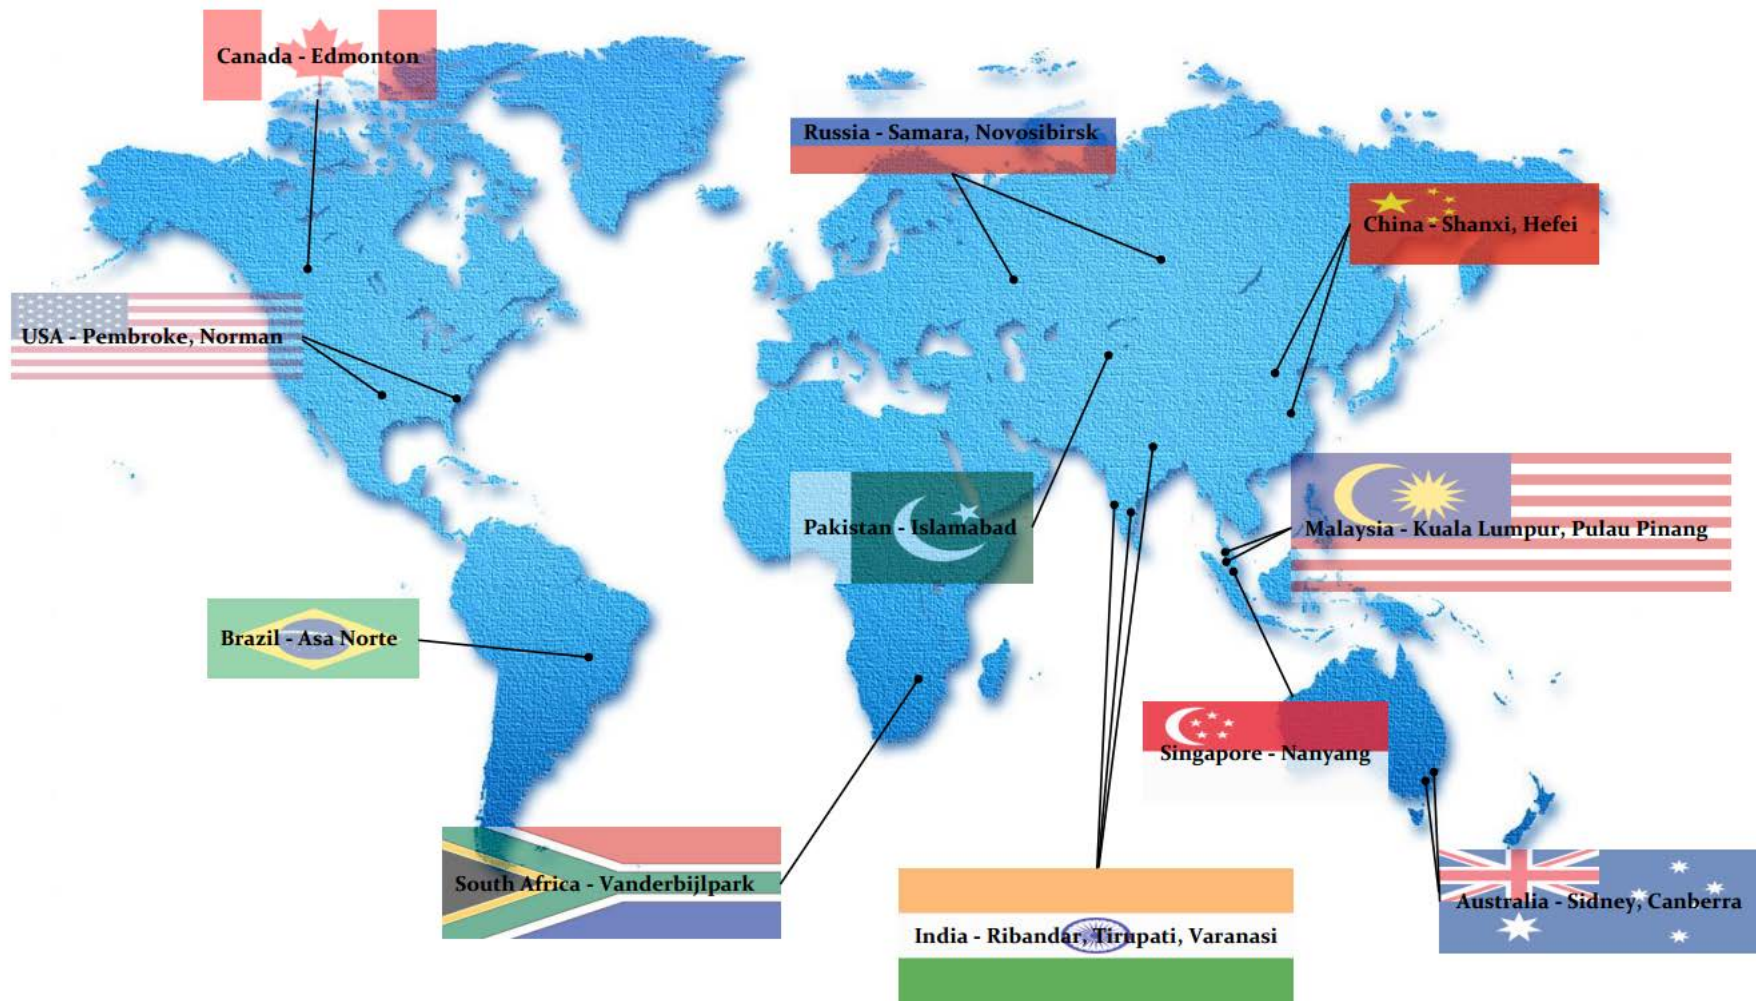 Canada - Edmonton
Russia - Samara, Novosibirsk
China - Shanxi, Hefei
USA - Pembroke, Norman
Pakistan - Islamabad
Malaysia - Kuala Lumpur, Pulau Pinang
Brazil - Asa Norte
Singapore - Nanyang
South Africa - Vanderbijlpark
Australia - Sidney, Canberra
India - Ribandar, Tirupati, Varanasi